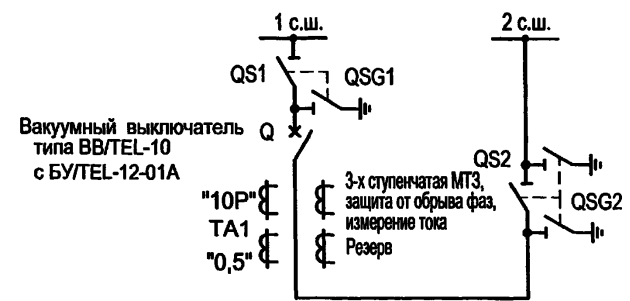 1 с.ш.
2 с.ш.
QS1
QSG1
Вакуумный выключатель
типа ВВ/TEL-10
с БУ/TEL-12-01А
Q
QS2
QSG2
"10Р"
ТА1
"0,5"
3-х ступенчатая МТЗ,
защита от обрыва фаз,
измерение тока
Резерв